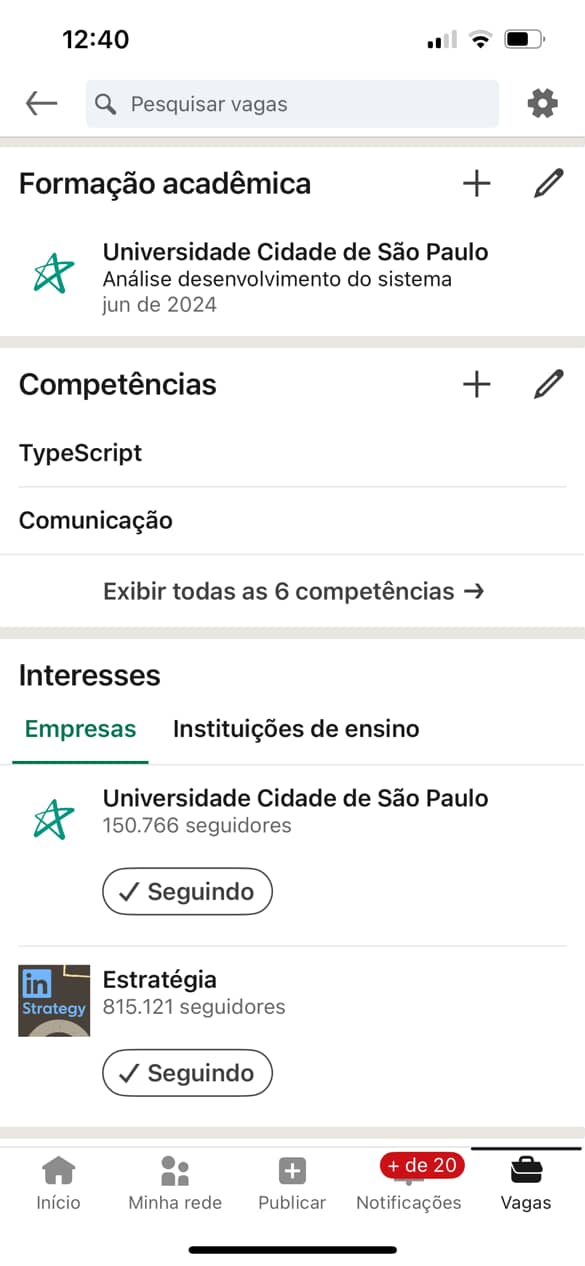 12:40
Pesquisar vagas
Formação acadêmica
Universidade Cidade de São Paulo
Análise desenvolvimento do sistema
jun de 2024
Competências
TypeScript
Comunicação
Exibir todas as 6 competências →
Interesses
Empresas Instituições de ensino
Universidade Cidade de São Paulo
150.766 seguidores
✓ Seguindo
in
Strategy
Estratégia
815.121 seguidores
✓ Seguindo
+ de 20
Início Minha rede Publicar Notificações Vagas